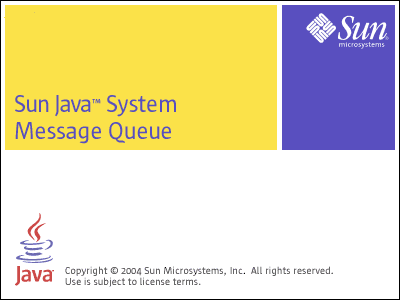 Sun
microsystems
Sun Java™ System
Message Queue
Java
Copyright © 2004 Sun Microsystems, Inc. All rights reserved.
Use is subject to license terms.